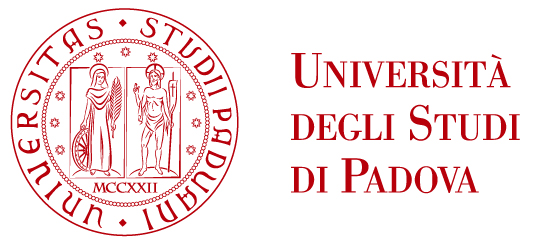 UNIVERSITAS · STUDII PADUANI ·
MCCXXII
UNIVERSITÀ
DEGLI STUDI
DI PADOVA